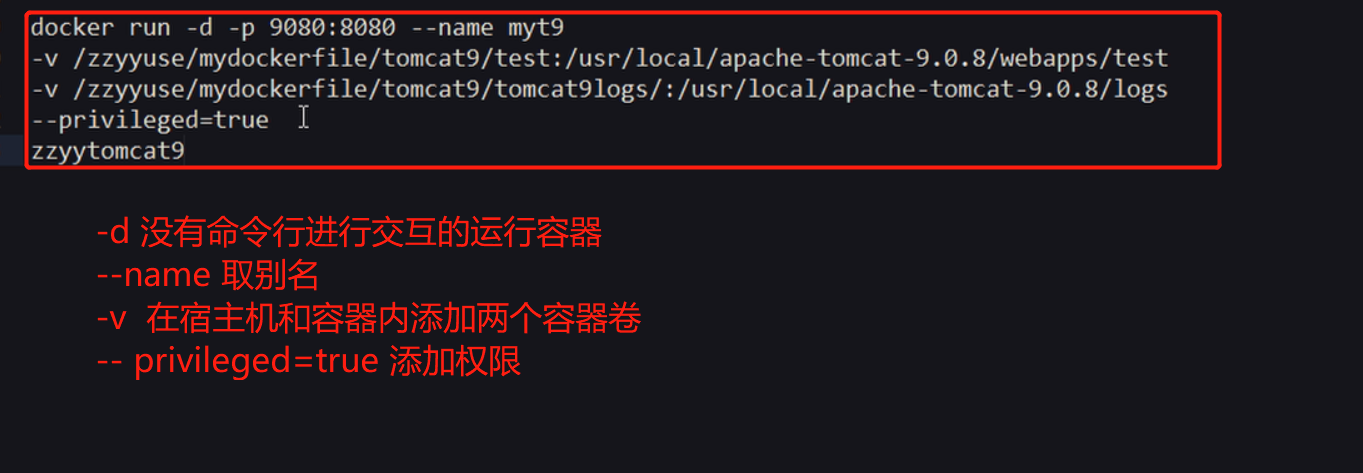 docker run -d -p 9080:8080 --name myt9
-v /zzyyuse/mydockerfile/tomcat9/test:/usr/local/apache-tomcat-9.0.8/webapps/test
-v /zzyyuse/mydockerfile/tomcat9/tomcat9logs/:/usr/local/apache-tomcat-9.0.8/logs
--privileged=true
zzyytomcat9
-d 没有命令行进行交互的运行容器
--name 取别名
-v 在宿主机和容器内添加两个容器卷
-- privileged=true 添加权限